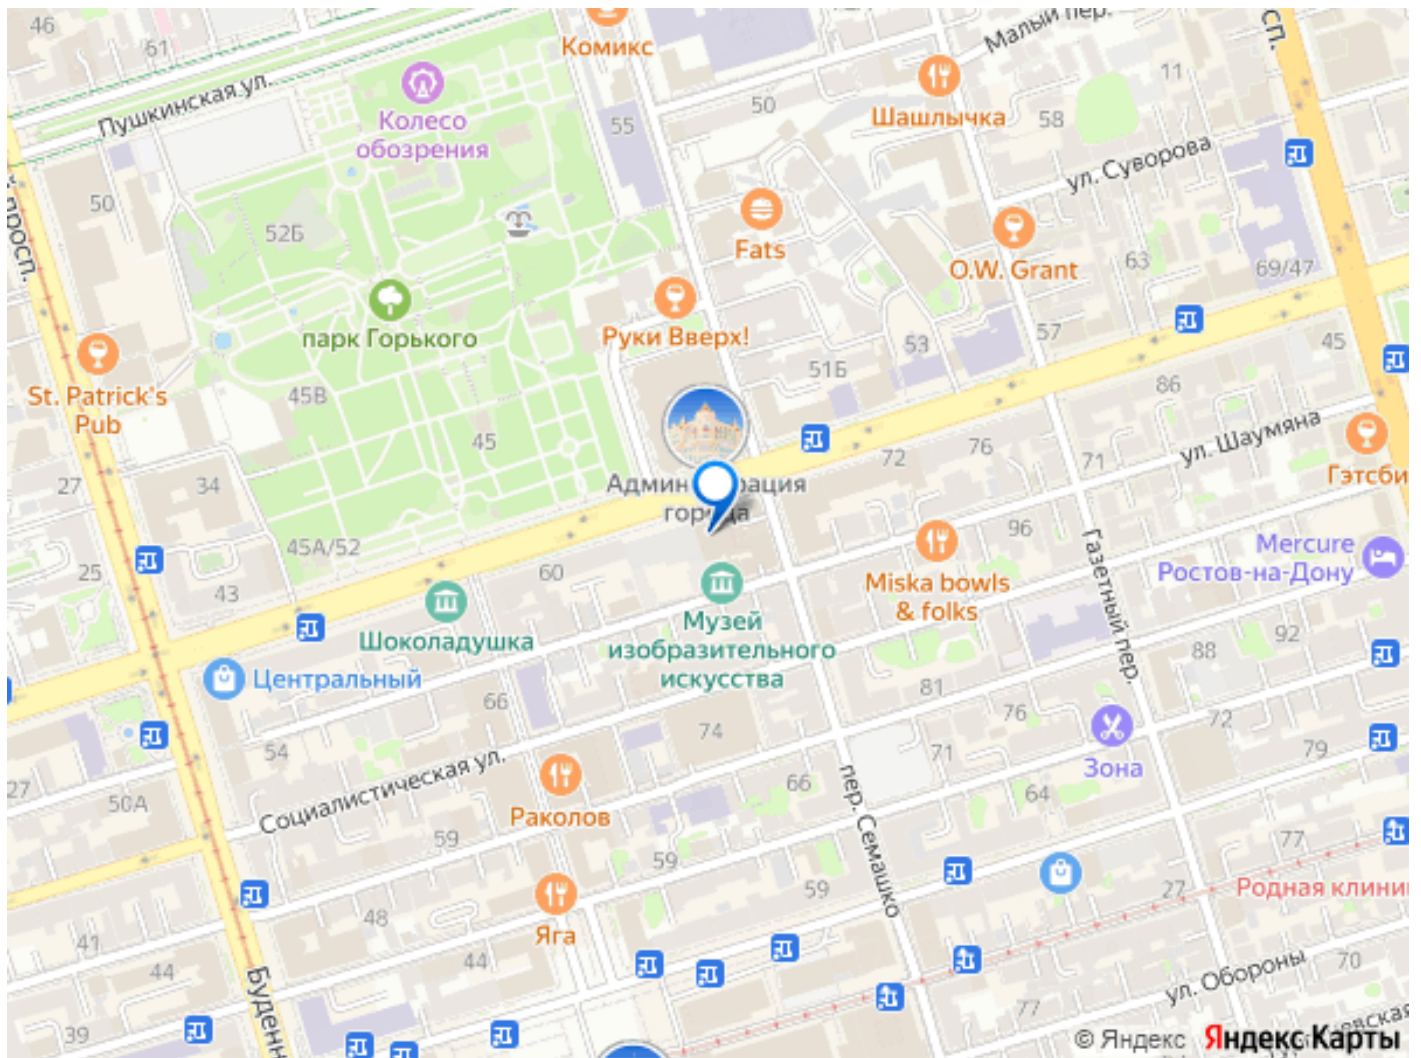 46
51
Комикс
Малый пер.
СП.
Пушкинская ул.
Колесо
обозрения
55
50
Шашлычка
58
11
ул. Суворова
50
просп.
52Б
Fats
O.W. Grant
63
69/47
парк Горького
Руки Вверх!
53
57
45
St. Patrick's
Pub
45В
45
51Б
86
72
76
71
ул. Шаумяна
Гэтсби
27
34
Админ рация
гор да
45А/52
25
43
60
96
Miska bowls
& folks
Газетный пер.
Mercure
Ростов-на-Дону
Шоколадушка
Музей
изобразительного
искусства
Центральный
66
54
81
88
92
74
76
72
71
79
Зона
27
50А
Социалистическая ул.
Раколов
66
64
пер. Семашко
59
59
59
77
27
Родная клини
48
Яга
41
44
44
39
Буденн
ул. Обороны
70
77
евская
© Яндекс Яндекс Карты